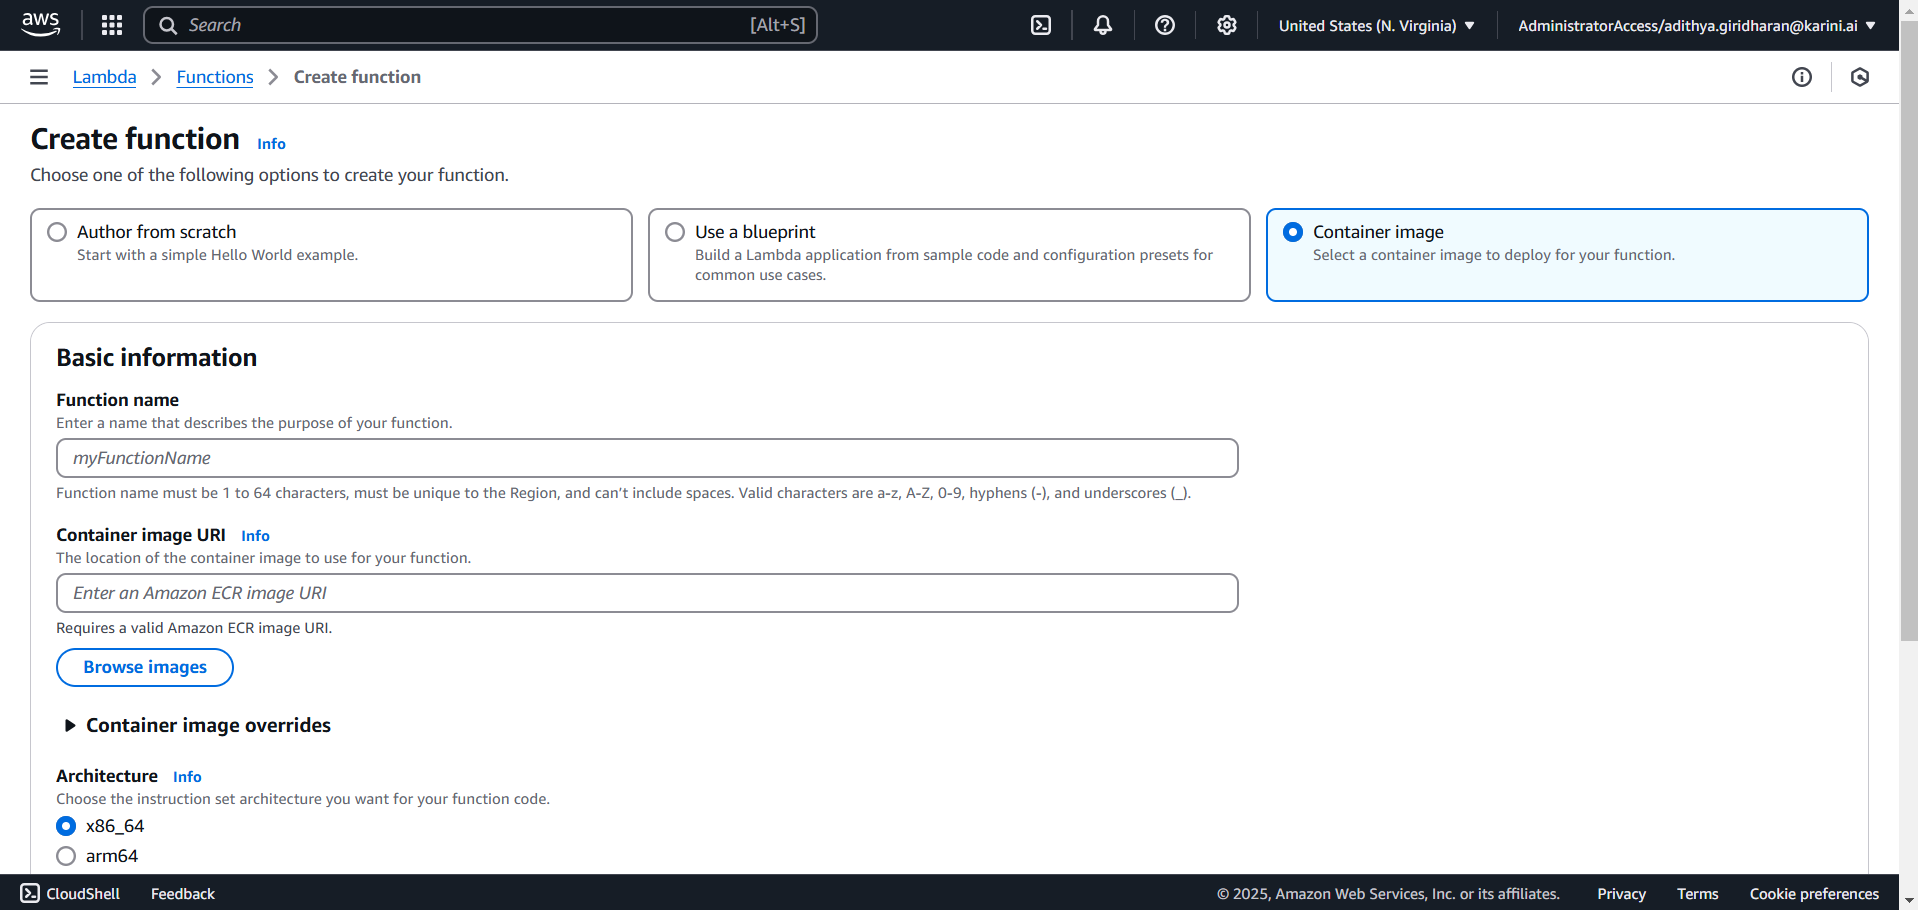 aws
Search [Alt+S]
United States (N. Virginia)
AdministratorAccess/adithya.giridharan@karini.ai
Lambda > Functions > Create function
Create function Info
Choose one of the following options to create your function.
Author from scratch
Start with a simple Hello World example.
Use a blueprint
Build a Lambda application from sample code and configuration presets for
common use cases.
Container image
Select a container image to deploy for your function.
Basic information
Function name
Enter a name that describes the purpose of your function.
myFunctionName
Function name must be 1 to 64 characters, must be unique to the Region, and can't include spaces. Valid characters are a-z, A-Z, 0-9, hyphens (-), and underscores (_).
Container image URI Info
The location of the container image to use for your function.
Enter an Amazon ECR image URI
Requires a valid Amazon ECR image URI.
Browse images
Container image overrides
Architecture Info
Choose the instruction set architecture you want for your function code.
x86_64
arm64
CloudShell Feedback © 2025, Amazon Web Services, Inc. or its affiliates. Privacy Terms Cookie preferences